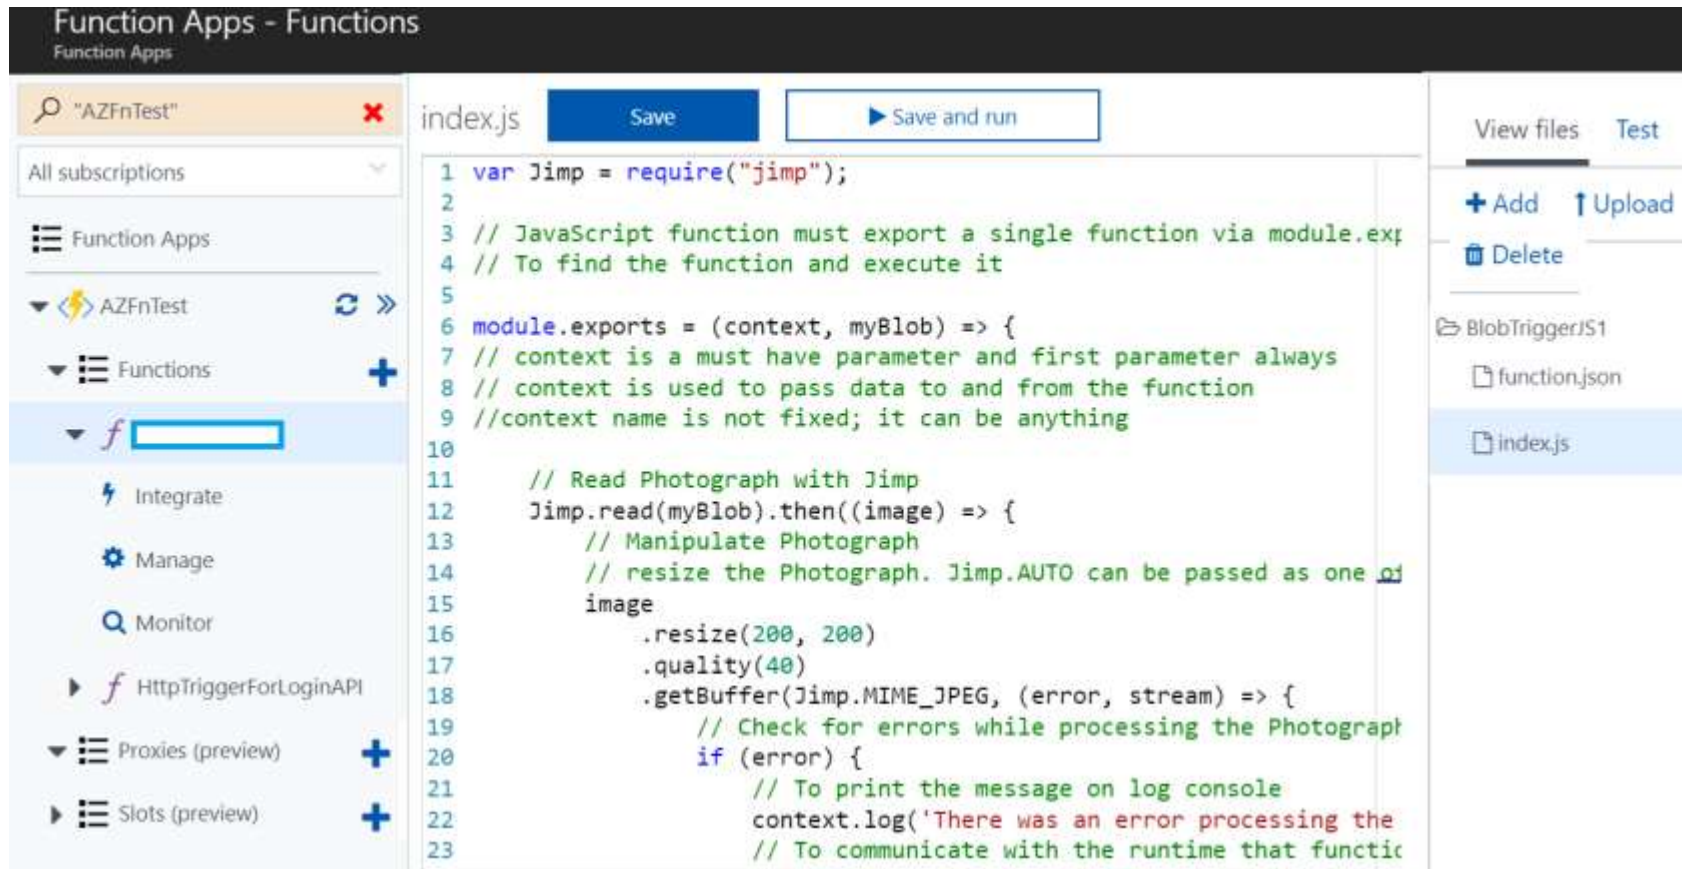 Function Apps - Functions
Function Apps
"AZFnTest"
All subscriptions
Function Apps
AZFnTest
Functions
f
Integrate
Manage
Monitor
f HttpTriggerForLoginAPI
Proxies (preview)
Slots (preview)
index.js Save Save and run
1 var Jimp = require("jimp");
2
3 // JavaScript function must export a single function via module.exp
4 // To find the function and execute it
5
6 module.exports = (context, myBlob) => {
7 // context is a must have parameter and first parameter always
8 // context is used to pass data to and from the function
9 //context name is not fixed; it can be anything
10
11 // Read Photograph with Jimp
12 Jimp.read(myBlob).then((image) => {
13 // Manipulate Photograph
14 // resize the Photograph. Jimp.AUTO can be passed as one of
15 image
16 .resize(200, 200)
17 .quality(40)
18 .getBuffer(Jimp.MIME_JPEG, (error, stream) => {
19 // Check for errors while processing the Photograph
20 if (error) {
21 // To print the message on log console
22 context.log('There was an error processing the
23 // To communicate with the runtime that functio
View files Test
Add Upload
Delete
BlobTriggerJS1
function.json
index.js